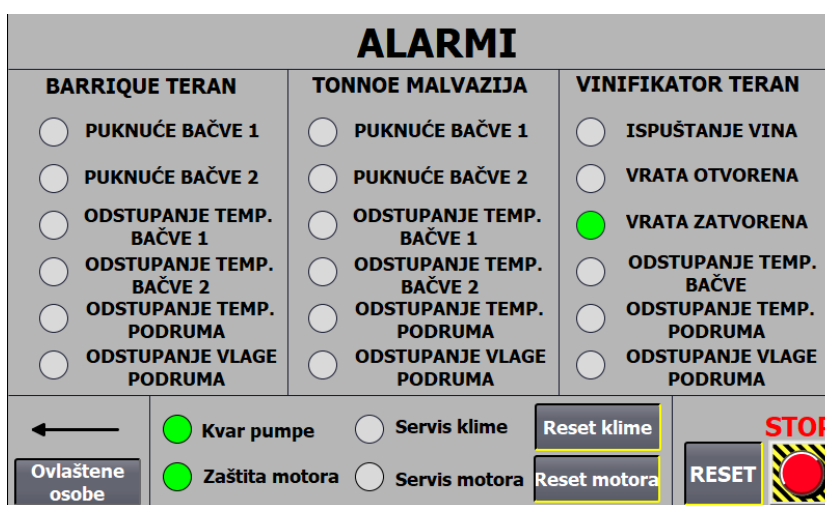 ALARMI
BARRIQUE TERAN
PUKNUĆE BAČVE 1
PUKNUĆE BAČVE 2
ODSTUPANJE TEMP.
BAČVE 1
ODSTUPANJE TEMP.
BAČVE 2
ODSTUPANJE TEMP.
PODRUMA
ODSTUPANJE VLAGE
PODRUMA
TONNOE MALVAZIJA
PUKNUĆE BAČVE 1
PUKNUĆE BAČVE 2
ODSTUPANJE TEMP.
BAČVE 1
ODSTUPANJE TEMP.
BAČVE 2
ODSTUPANJE TEMP.
PODRUMA
ODSTUPANJE VLAGE
PODRUMA
VINIFIKATOR TERAN
ISPUŠTANJE VINA
VRATA OTVORENA
VRATA ZATVORENA
ODSTUPANJE TEMP.
BAČVE
ODSTUPANJE TEMP.
PODRUMA
ODSTUPANJE VLAGE
PODRUMA
Ovlaštene
osobe
Kvar pumpe
Zaštita motora
Servis klime
Servis motora
Reset klime
Reset motora
RESET
STOP